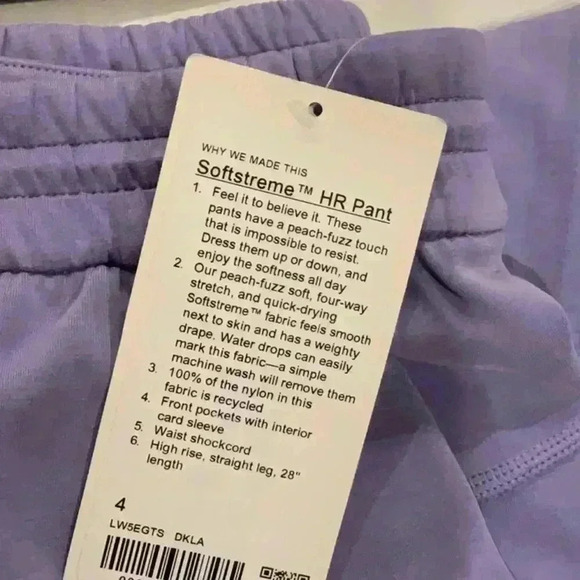 WHY WE MADE THIS
Softstreme™ HR Pant
1. Feel it to believe it. These
pants have a peach-fuzz touch
that is impossible to resist.
Dress them up or down, and
enjoy the softness all day
2. Our peach-fuzz soft, four-way
stretch, and quick-drying
Softstreme™ fabric feels smooth
next to skin and has a weighty
drape. Water drops can easily
mark this fabric—a simple
machine wash will remove them
3. 100% of the nylon in this
fabric is recycled
4. Front pockets with interior
card sleeve
5. Waist shockcord
6. High rise, straight leg, 28"
length
4
LW5EGTS DKLA